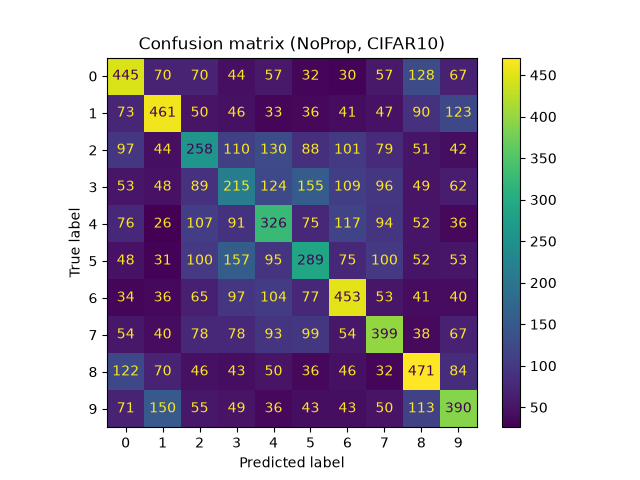 Confusion matrix (NoProp, CIFAR10)
0 445 70 70 44 57 32 30 57 128 67
1 73 461 50 46 33 36 41 47 90 123
2 97 44 258 110 130 88 101 79 51 42
3 53 48 89 215 124 155 109 96 49 62
4 76 26 107 91 326 75 117 94 52 36
5 48 31 100 157 95 289 75 100 52 53
6 34 36 65 97 104 77 453 53 41 40
7 54 40 78 78 93 99 54 399 38 67
8 122 70 46 43 50 36 46 32 471 84
9 71 150 55 49 36 43 43 50 113 390
0 1 2 3 4 5 6 7 8 9
Predicted label
True label
450
400
350
300
250
200
150
100
50